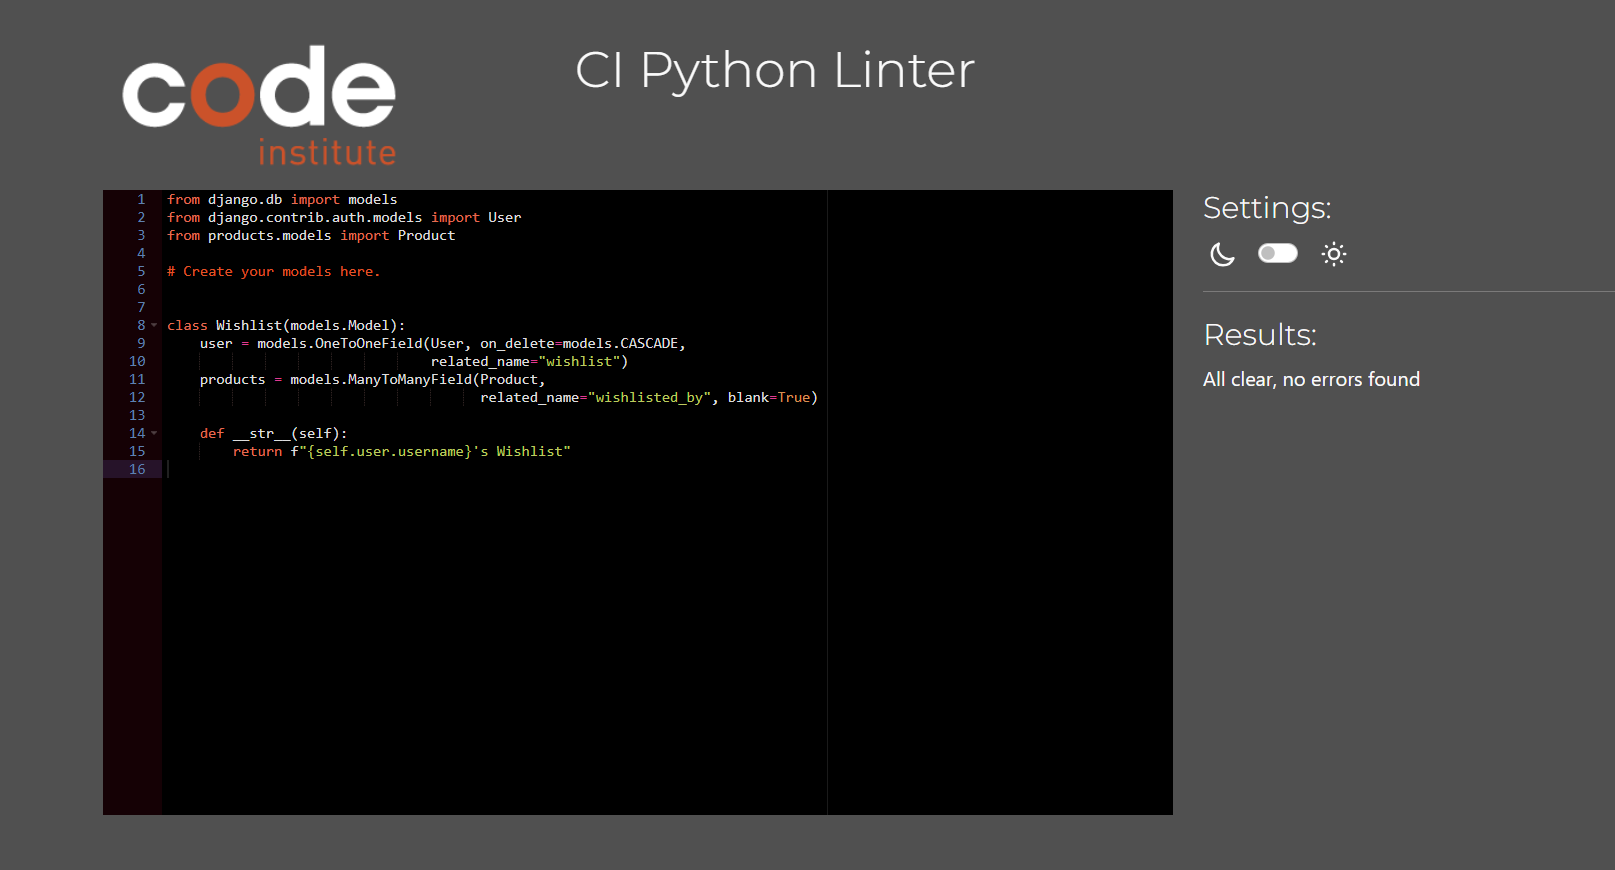 code
institute
CI Python Linter
1 from django.db import models
2 from django.contrib.auth.models import User
3 from products.models import Product
4
5 # Create your models here.
6
7
8 class Wishlist(models.Model):
9     user = models.OneToOneField(User, on_delete=models.CASCADE,
10                                 related_name="wishlist")
11     products = models.ManyToManyField(Product,
12                                       related_name="wishlisted_by", blank=True)
13
14     def __str__(self):
15         return f"{self.user.username}'s Wishlist"
16
Settings:
Results:
All clear, no errors found